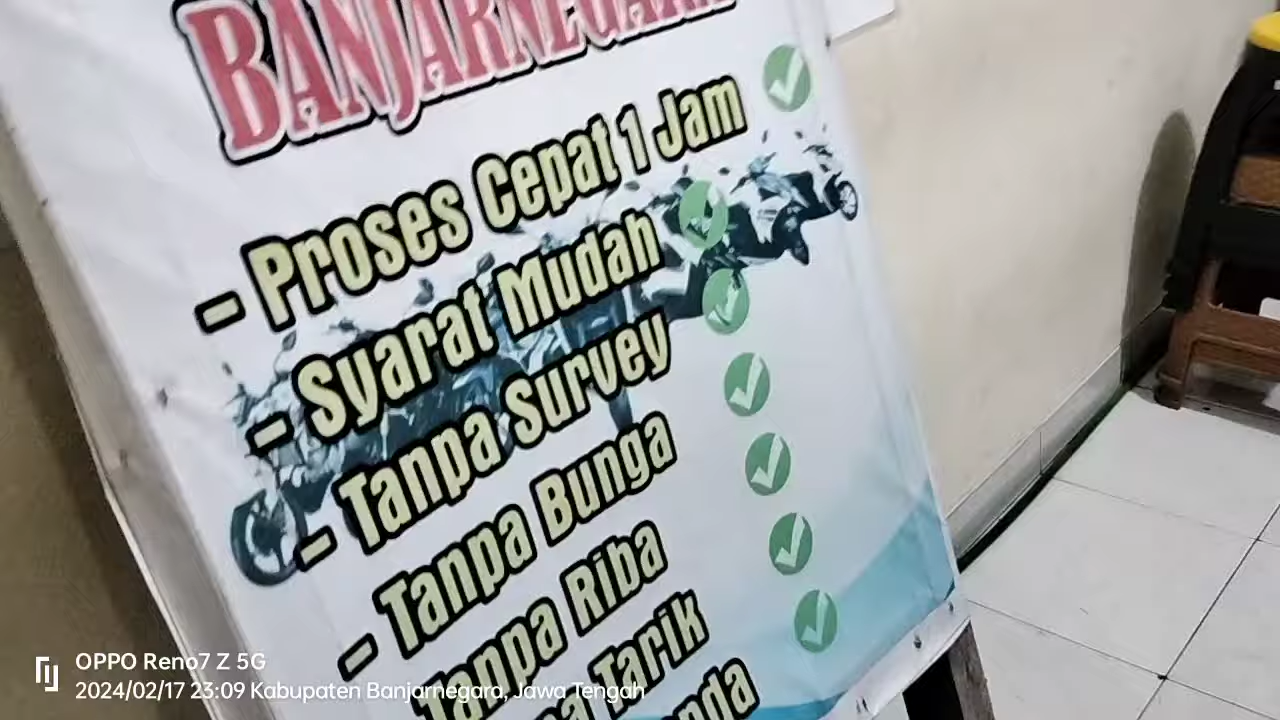 BANJARNEGARA
- Proses Cepat 1 Jam
- Syarat Mudah
- Tanpa Survey
- Tanpa Bunga
Tanpa Riba
Tarik
OPPO Reno7 Z 5G
2024/02/17 23:09 Kabupaten Banjarnegara, Jawa Tengah